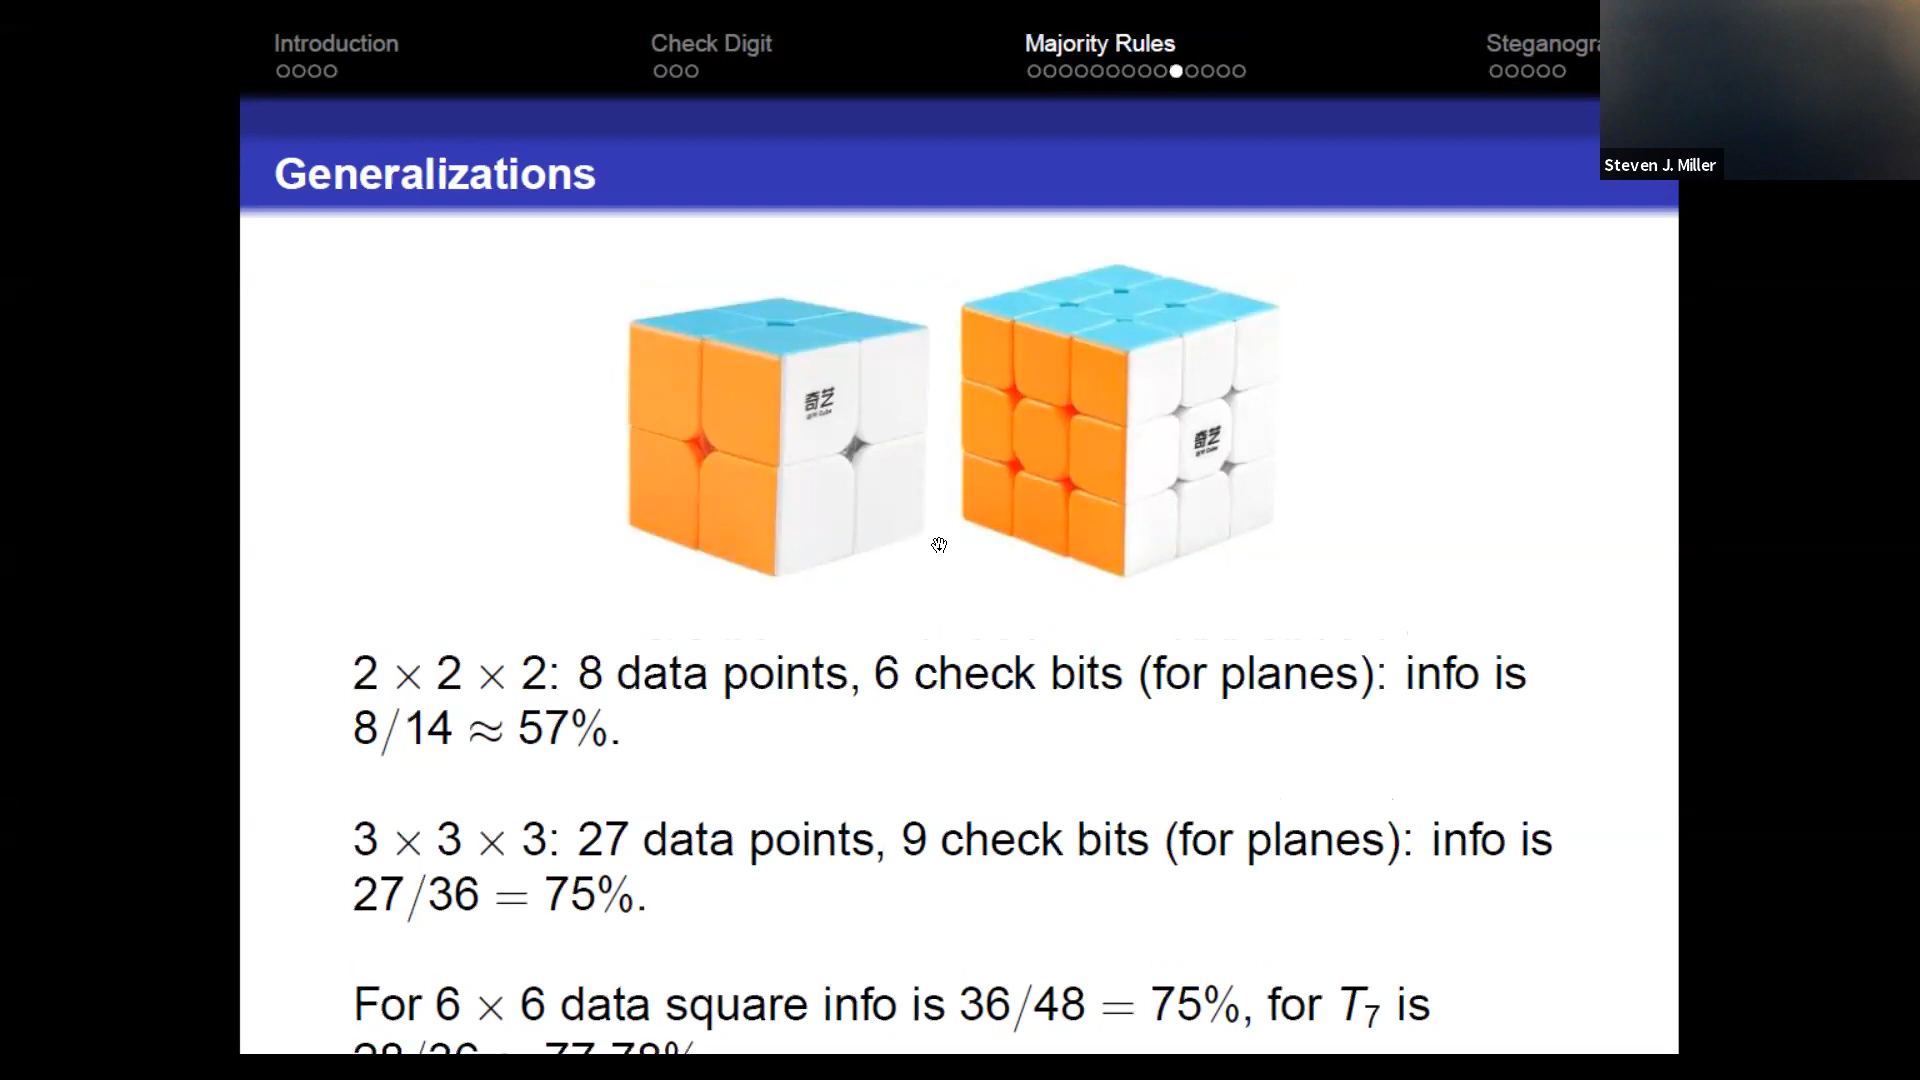 Introduction
Check Digit
Majority Rules
Steganogra
Steven J. Miller
Generalizations
奇艺
奇艺
2 × 2 × 2: 8 data points, 6 check bits (for planes): info is
8/14 ≈ 57%.
3 × 3 × 3: 27 data points, 9 check bits (for planes): info is
27/36 = 75%.
For 6 × 6 data square info is 36/48 = 75%, for T₇ is